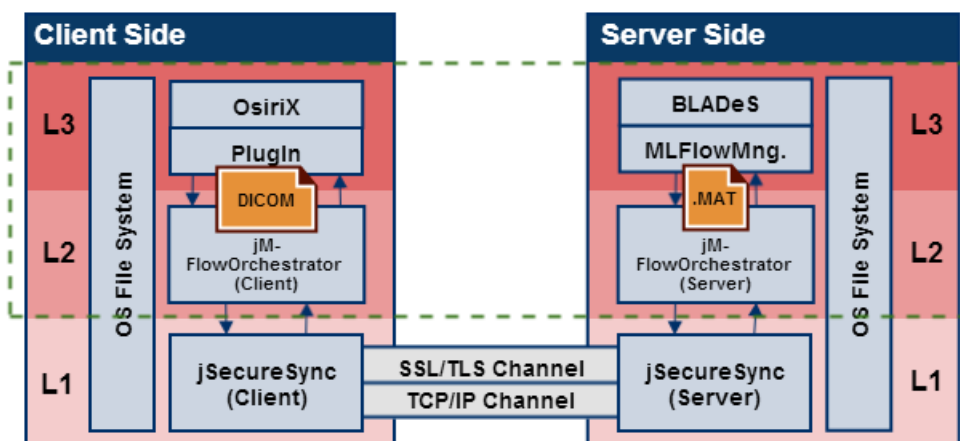 Client Side
Server Side
L3
OS File System
OsiriX
PlugIn
DICOM
L2
jM-
FlowOrchestrator
(Client)
L1
jSecureSync
(Client)
SSL/TLS Channel
TCP/IP Channel
BLADeS
MLFlowMng.
.MAT
jM-
FlowOrchestrator
(Server)
jSecureSync
(Server)
OS File System
L3
L2
L1